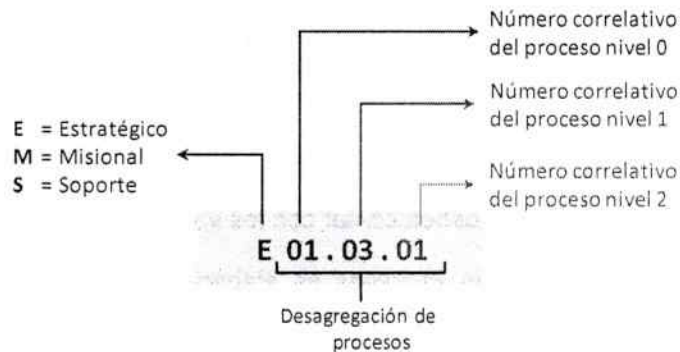 Número correlativo
del proceso nivel 0
Número correlativo
del proceso nivel 1
E = Estratégico
M = Misional
S = Soporte
Número correlativo
del proceso nivel 2
E 01.03.01
Desagregación de
procesos